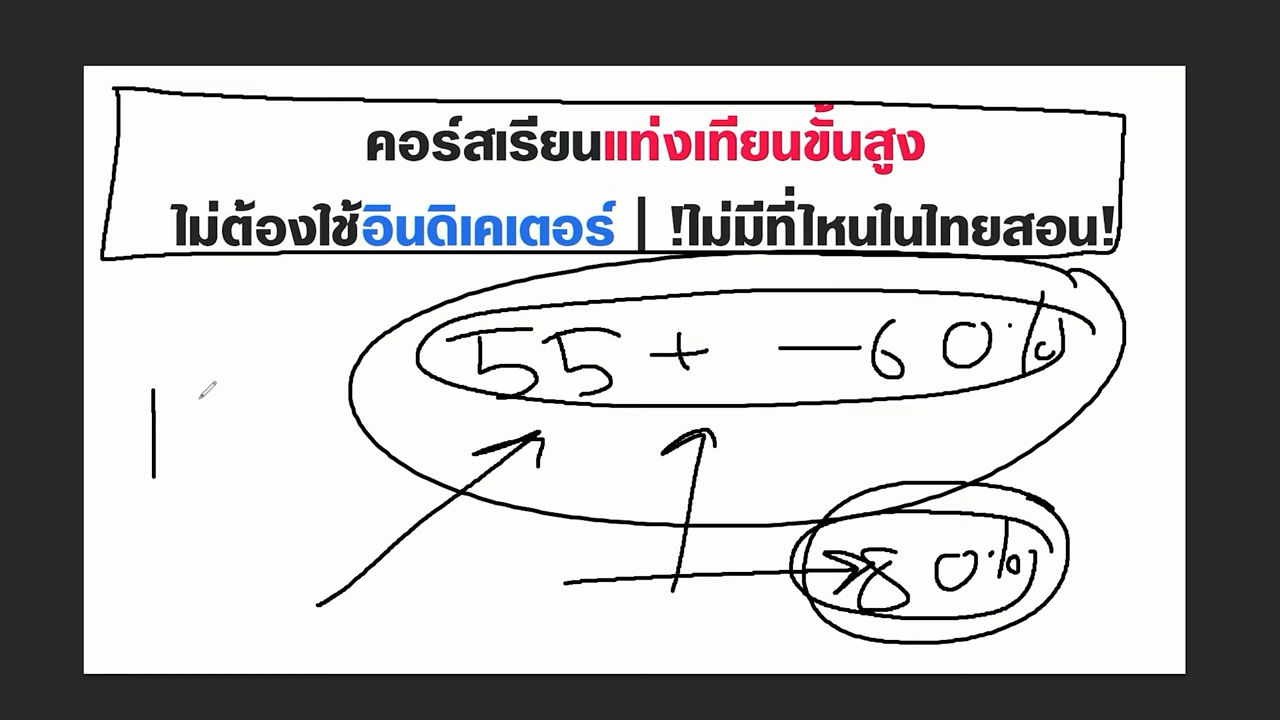 คอร์สเรียนแท่งเทียนขั้นสูง
ไม่ต้องใช้อินดิเคเตอร์ | !ไม่มีที่ไหนในไทยสอน!
55 + — 60%
80%